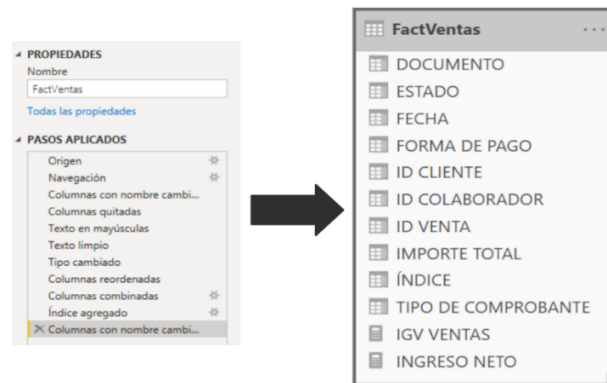 PROPIEDADES
Nombre
FactVentas
Todas las propiedades
PASOS APLICADOS
Origen
Navegación
Columnas con nombre cambi...
Columnas quitadas
Texto en mayúsculas
Texto limpio
Tipo cambiado
Columnas reordenadas
Columnas combinadas
Índice agregado
Columnas con nombre cambi...
FactVentas
DOCUMENTO
ESTADO
FECHA
FORMA DE PAGO
ID CLIENTE
ID COLABORADOR
ID VENTA
IMPORTE TOTAL
ÍNDICE
TIPO DE COMPROBANTE
IGV VENTAS
INGRESO NETO